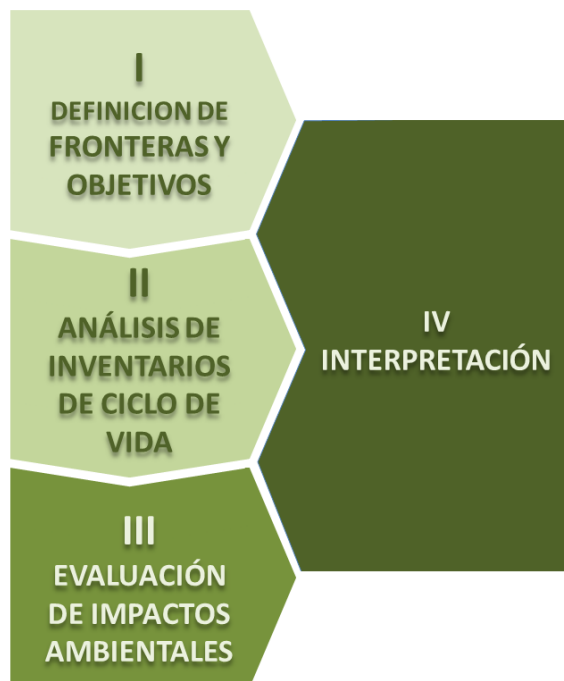 I
DEFINICION DE
FRONTERAS Y
OBJETIVOS
II
ANÁLISIS DE
INVENTARIOS
DE CICLO DE
VIDA
III
EVALUACIÓN
DE IMPACTOS
AMBIENTALES
IV
INTERPRETACIÓN